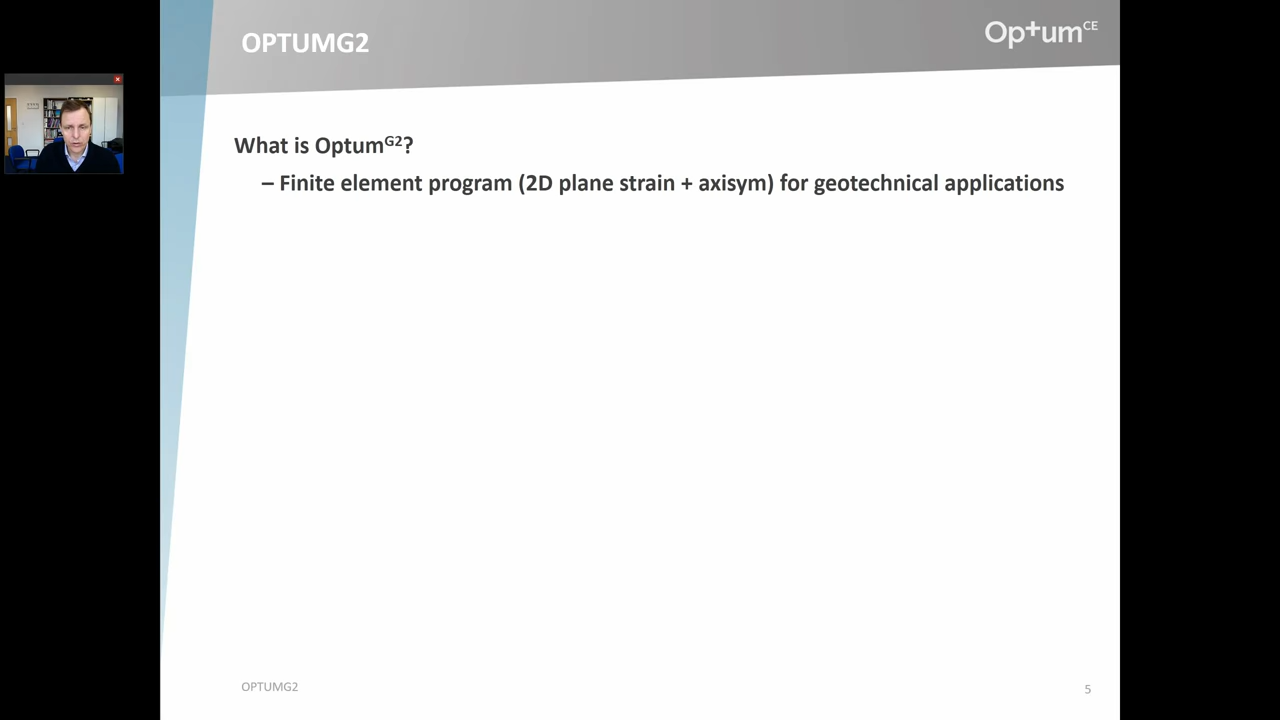 OPTUMG2
Op+umCE
What is OptumG2?
– Finite element program (2D plane strain + axisym) for geotechnical applications
OPTUMG2
5